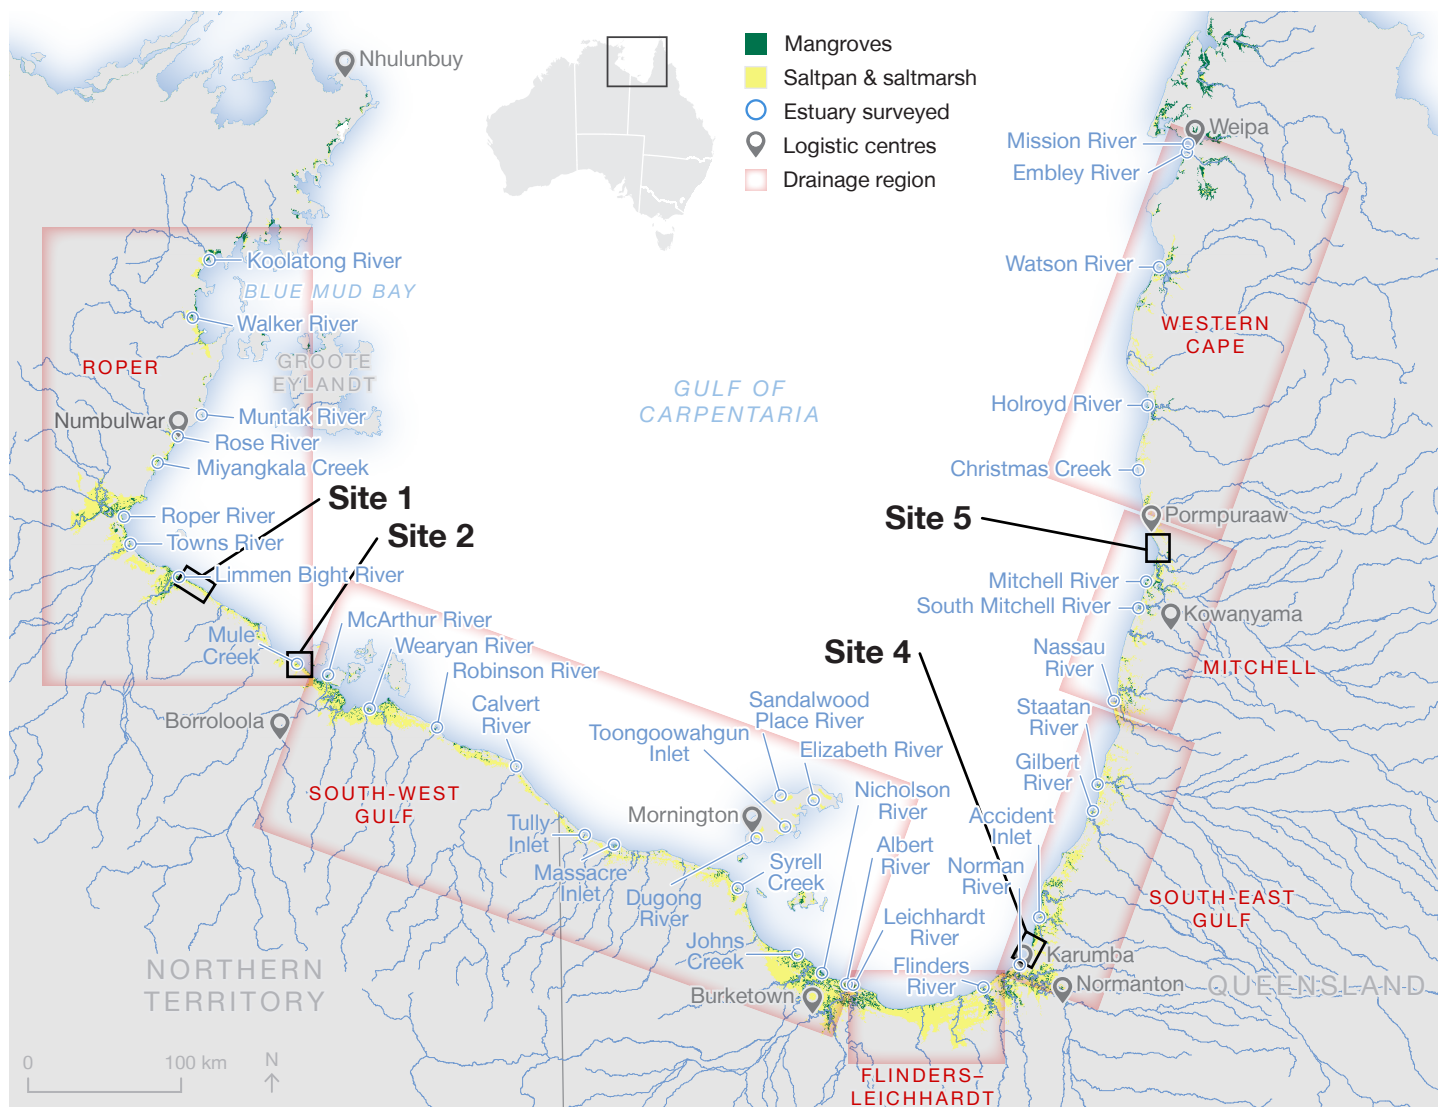 Nhulunbuy
Mangroves
Saltpan & saltmarsh
Estuary surveyed
Logistic centres
Drainage region
Weipa
Mission River
Embley River
Koolatong River
BLUE MUD BAY
Watson River
Walker River
WESTERN
CAPE
ROPER
GROOTE
EYLANDT
GULF OF
CARPENTARIA
Numbulwar
Muntak River
Rose River
Miyangkala Creek
Holroyd River
Christmas Creek
Site 1
Roper River
Site 2
Towns River
Limmen Bight River
Site 5
Pormpuraaw
Mitchell River
South Mitchell River
Kowanyama
Mule
Creek
McArthur River
Wearyan River
Robinson River
Site 4
Nassau
River
MITCHELL
Borroloola
Calvert
River
Sandalwood
Place River
Toongoowahgun
Inlet
Elizabeth River
Staatan
River
Gilbert
River
SOUTH-WEST
GULF
Mornington
Nicholson
River
Accident
Inlet
Tully
Inlet
Albert
River
Massacre
Inlet
Dugong
River
Syrell
Creek
Norman
River
SOUTH-EAST
GULF
Leichhardt
River
Johns
Creek
Flinders
River
Karumba
NORTHERN
TERRITORY
Burketown
Normanton
QUEENSLAND
0 100 km
N
FLINDERS–
LEICHHARDT